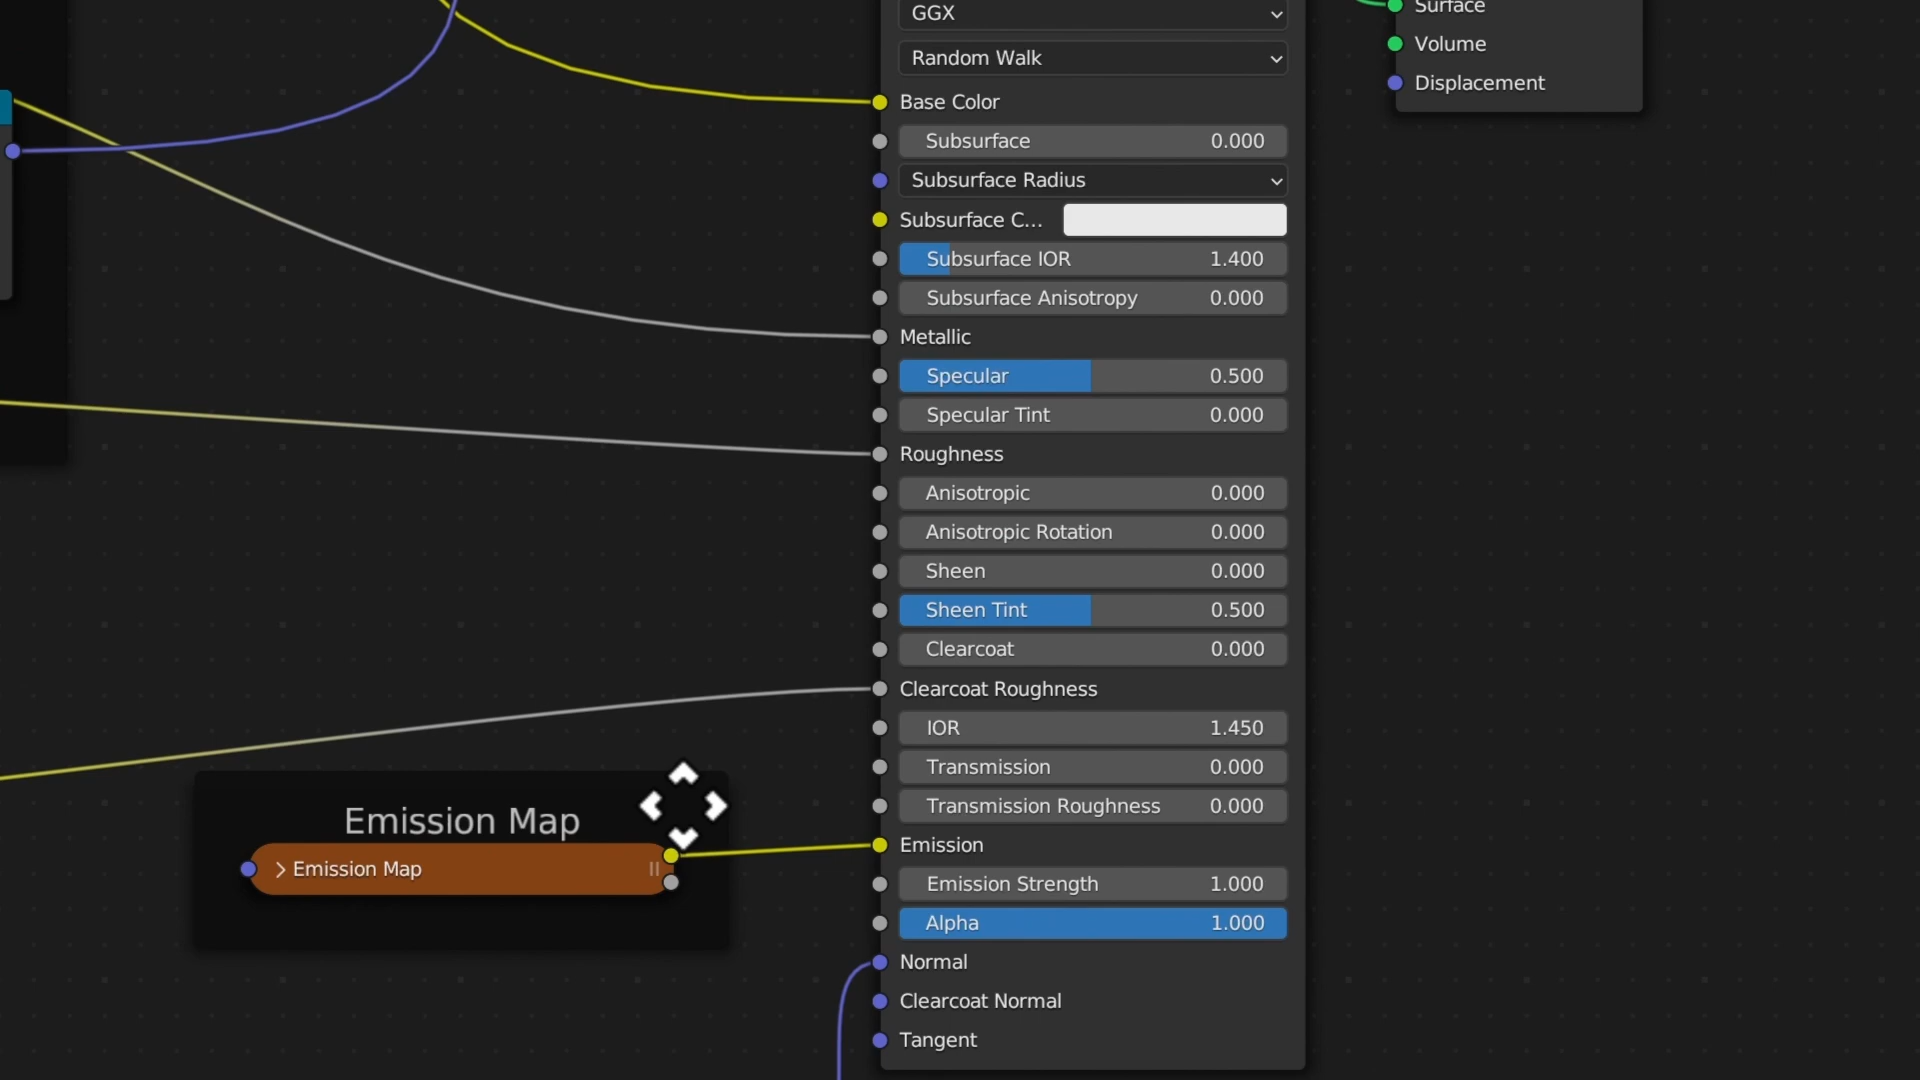 GGX
Surface
Random Walk
Volume
Displacement
Base Color
Subsurface 0.000
Subsurface Radius
Subsurface C...
Subsurface IOR 1.400
Subsurface Anisotropy 0.000
Metallic
Specular 0.500
Specular Tint 0.000
Roughness
Anisotropic 0.000
Anisotropic Rotation 0.000
Sheen 0.000
Sheen Tint 0.500
Clearcoat 0.000
Clearcoat Roughness
IOR 1.450
Transmission 0.000
Transmission Roughness 0.000
Emission
Emission Strength 1.000
Alpha 1.000
Normal
Clearcoat Normal
Tangent
Emission Map
Emission Map